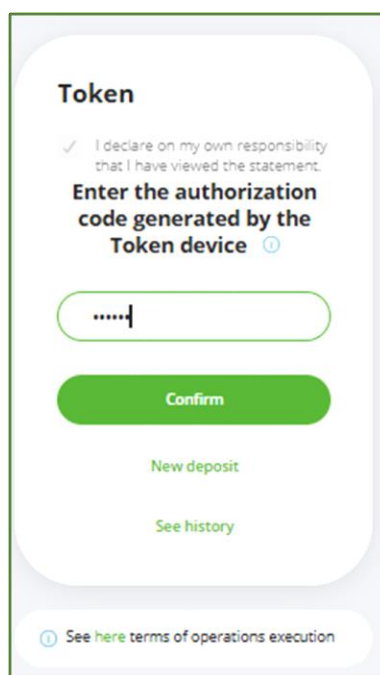 Token
I declare on my own responsibility
that I have viewed the statement.
Enter the authorization
code generated by the
Token device
••••••
Confirm
New deposit
See history
See here terms of operations execution